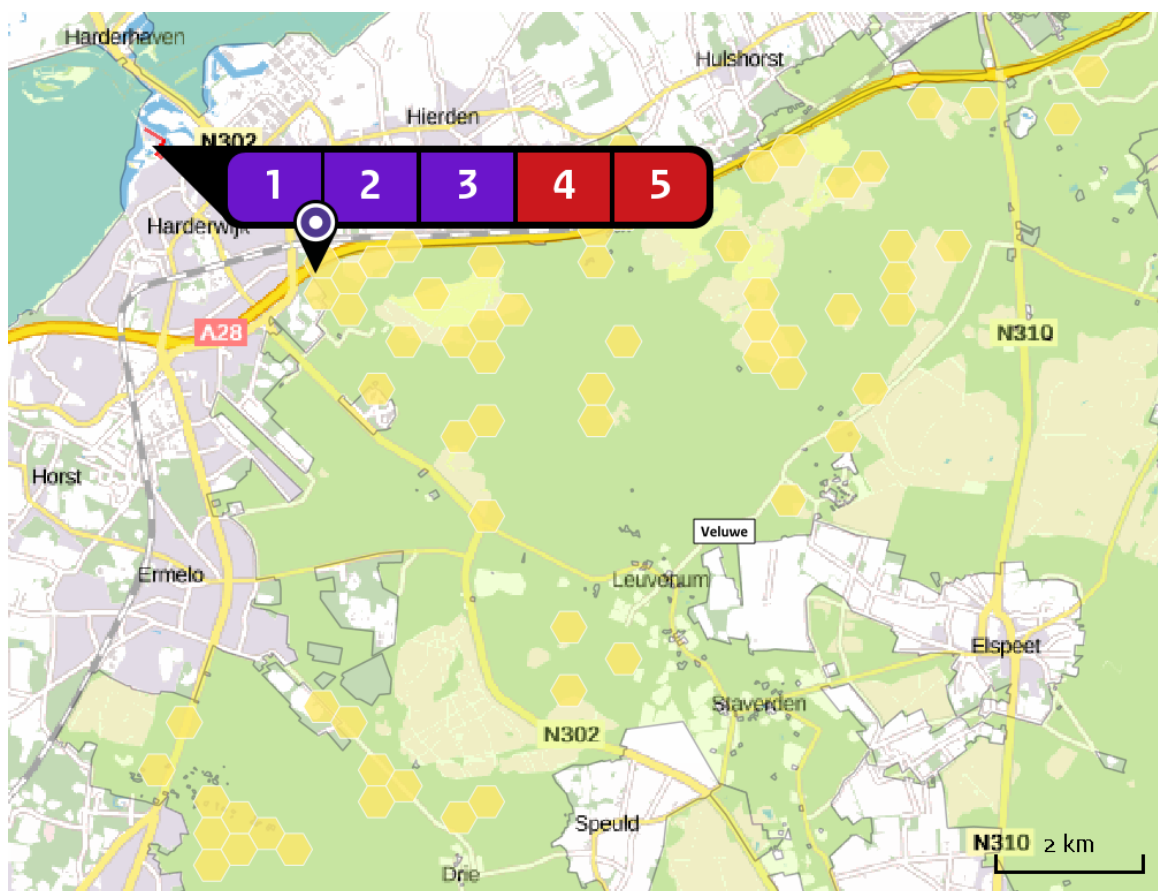 Harderhaven
Hulshorst
Hierden
N302
1 2 3 4 5
Harderwijk
A28
N310
Horst
Veluwe
Ermelo
Leuvenum
Elspeet
Staverden
N302
Speuld
N310
2 km
Drie